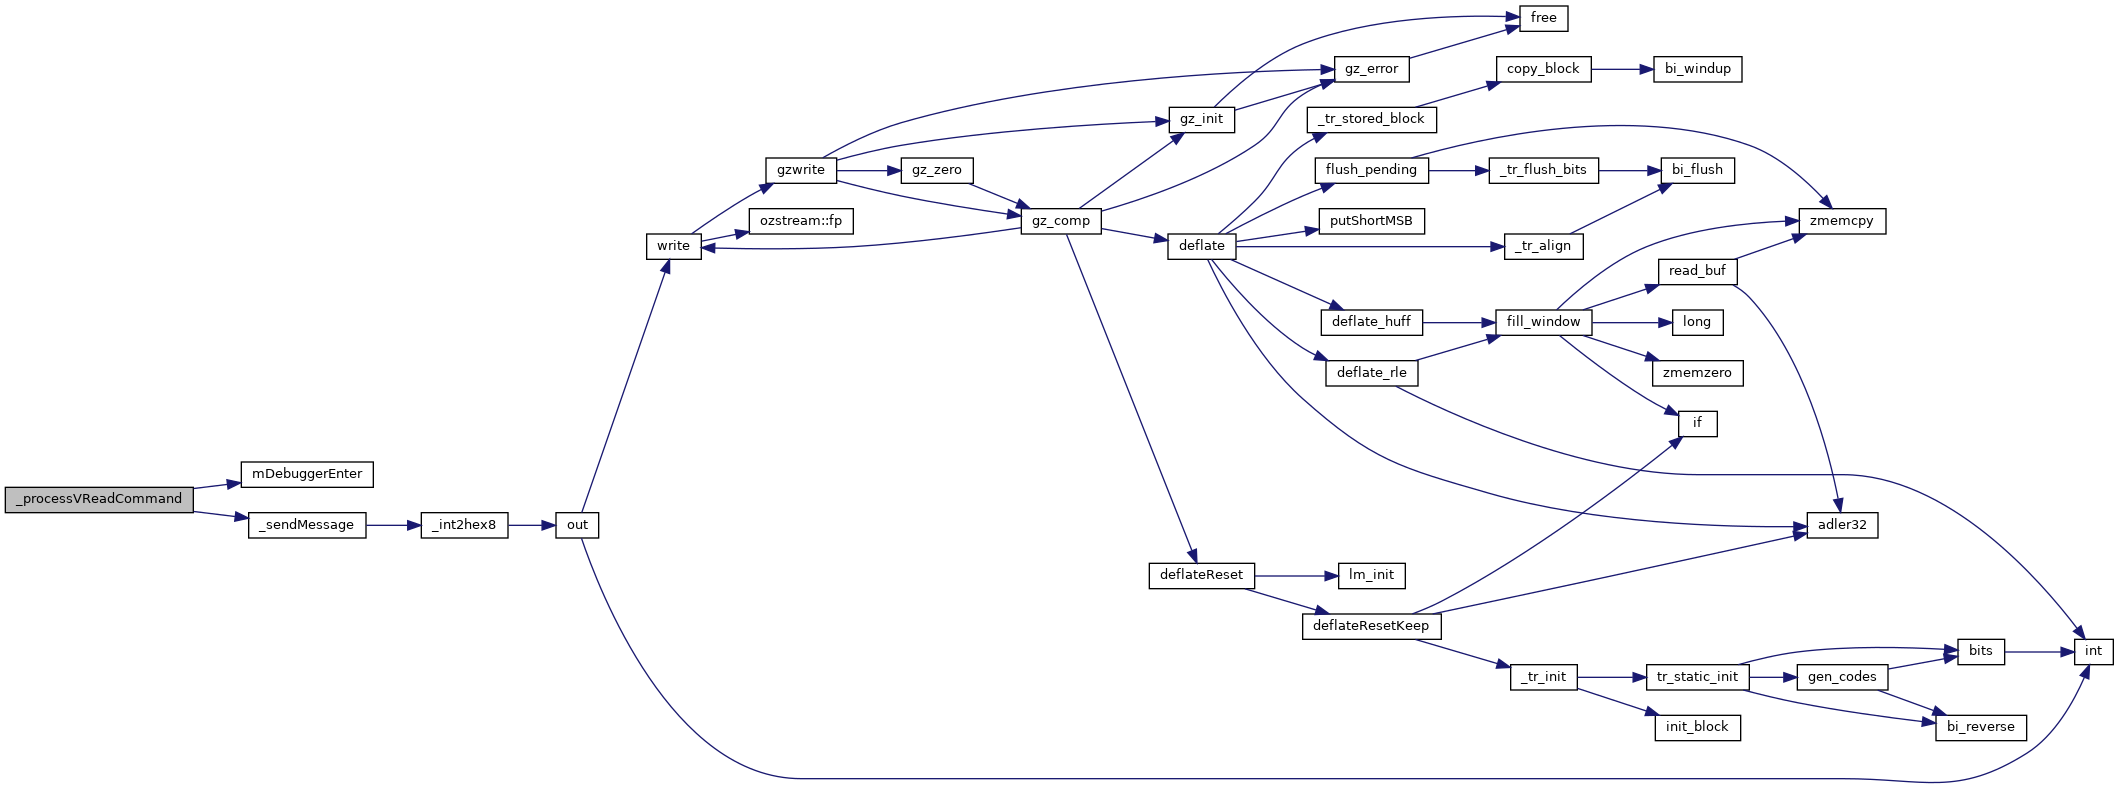 free
gz_error
copy_block
bi_windup
gz_init
_tr_stored_block
gzwrite
gz_zero
flush_pending
_tr_flush_bits
bi_flush
ozstream::fp
gz_comp
putShortMSB
zmemcpy
write
deflate
_tr_align
read_buf
deflate_huff
fill_window
long
deflate_rle
zmemzero
if
mDebuggerEnter
_processVReadCommand
_sendMessage
_int2hex8
out
adler32
deflateReset
lm_init
deflateResetKeep
bits
int
_tr_init
tr_static_init
gen_codes
init_block
bi_reverse